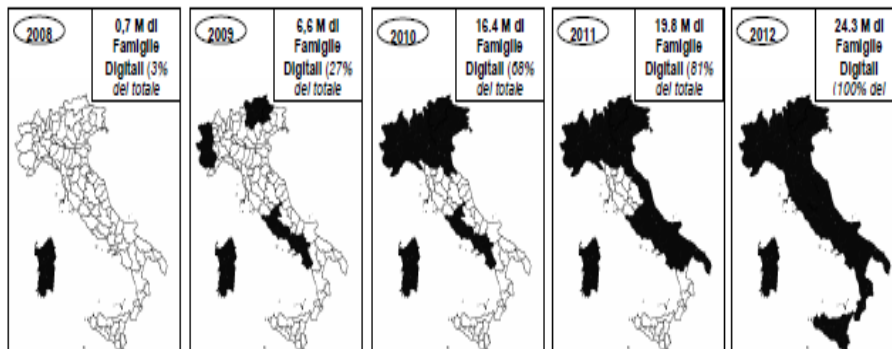 2008
0,7 M di
Famiglie
Digitali (3%
del totale
2009
6,6 M di
Famiglie
Digitali (27%
del totale
2010
16.4 M di
Famiglie
Digitali (68%
del totale
2011
19.8 M di
Famiglie
Digitali (81%
del totale
2012
24.3 M di
Famiglie
Digitali
(100% del